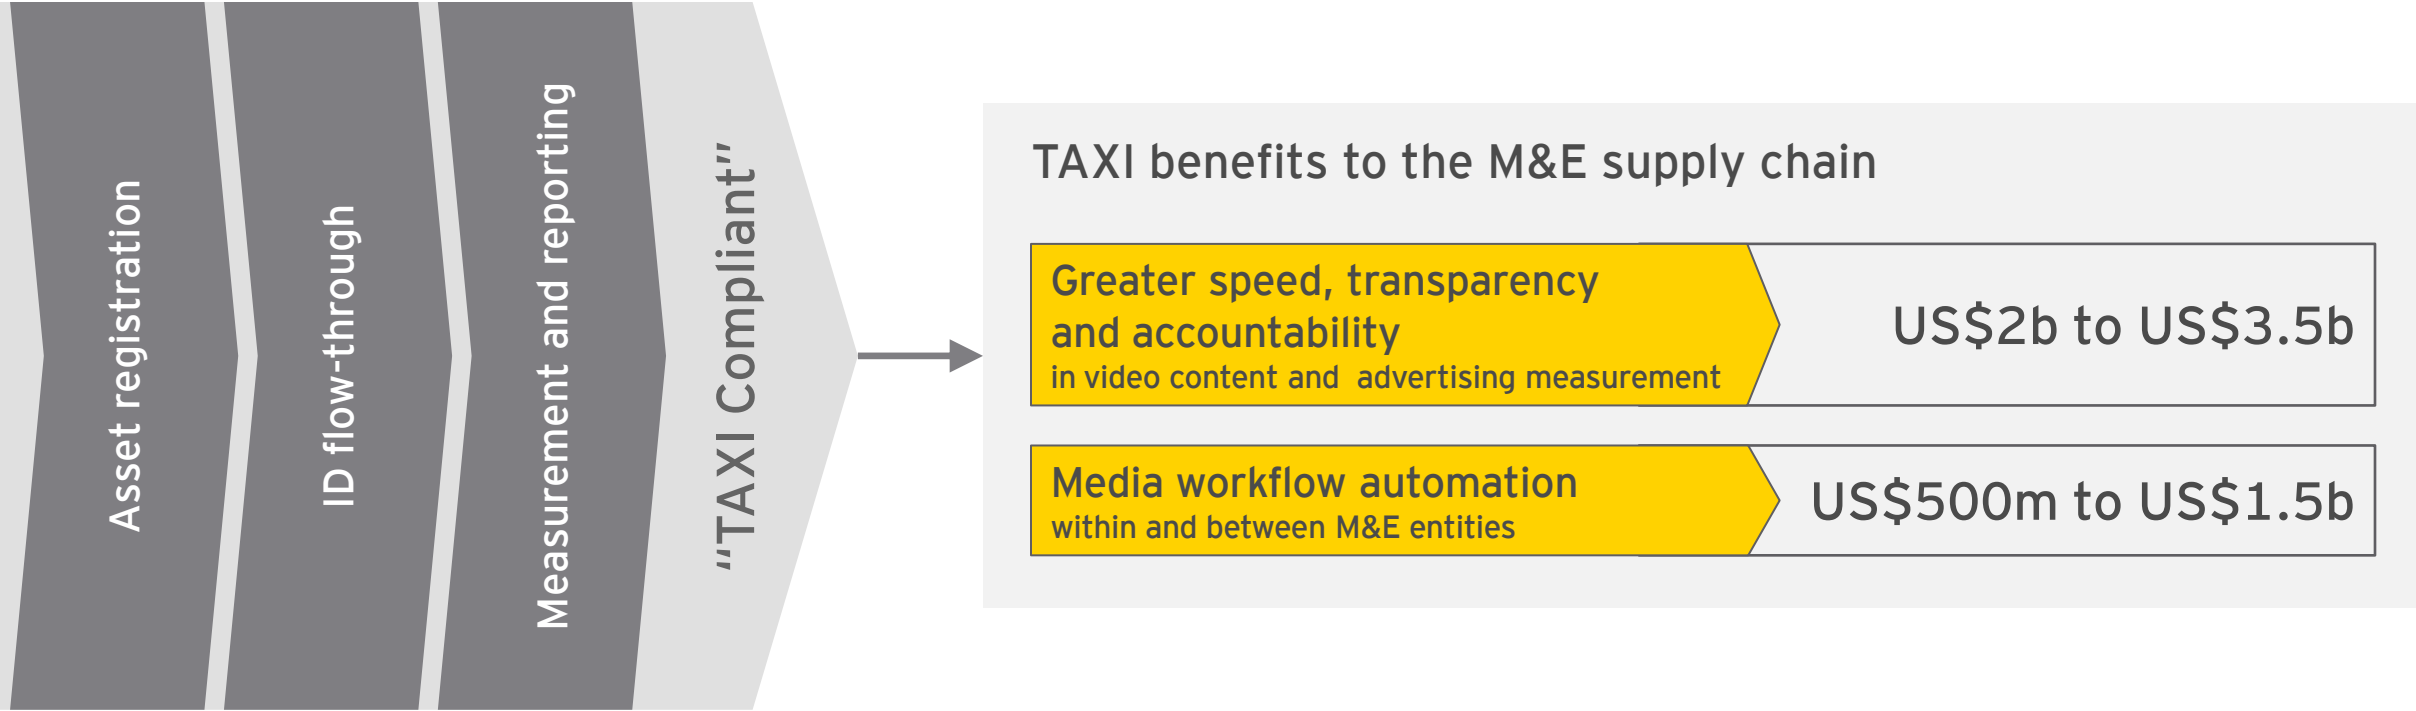 Asset registration
ID flow-through
Measurement and reporting
“TAXI Compliant”
TAXI benefits to the M&E supply chain
Greater speed, transparency
and accountability
in video content and advertising measurement
US$2b to US$3.5b
Media workflow automation
within and between M&E entities
US$500m to US$1.5b